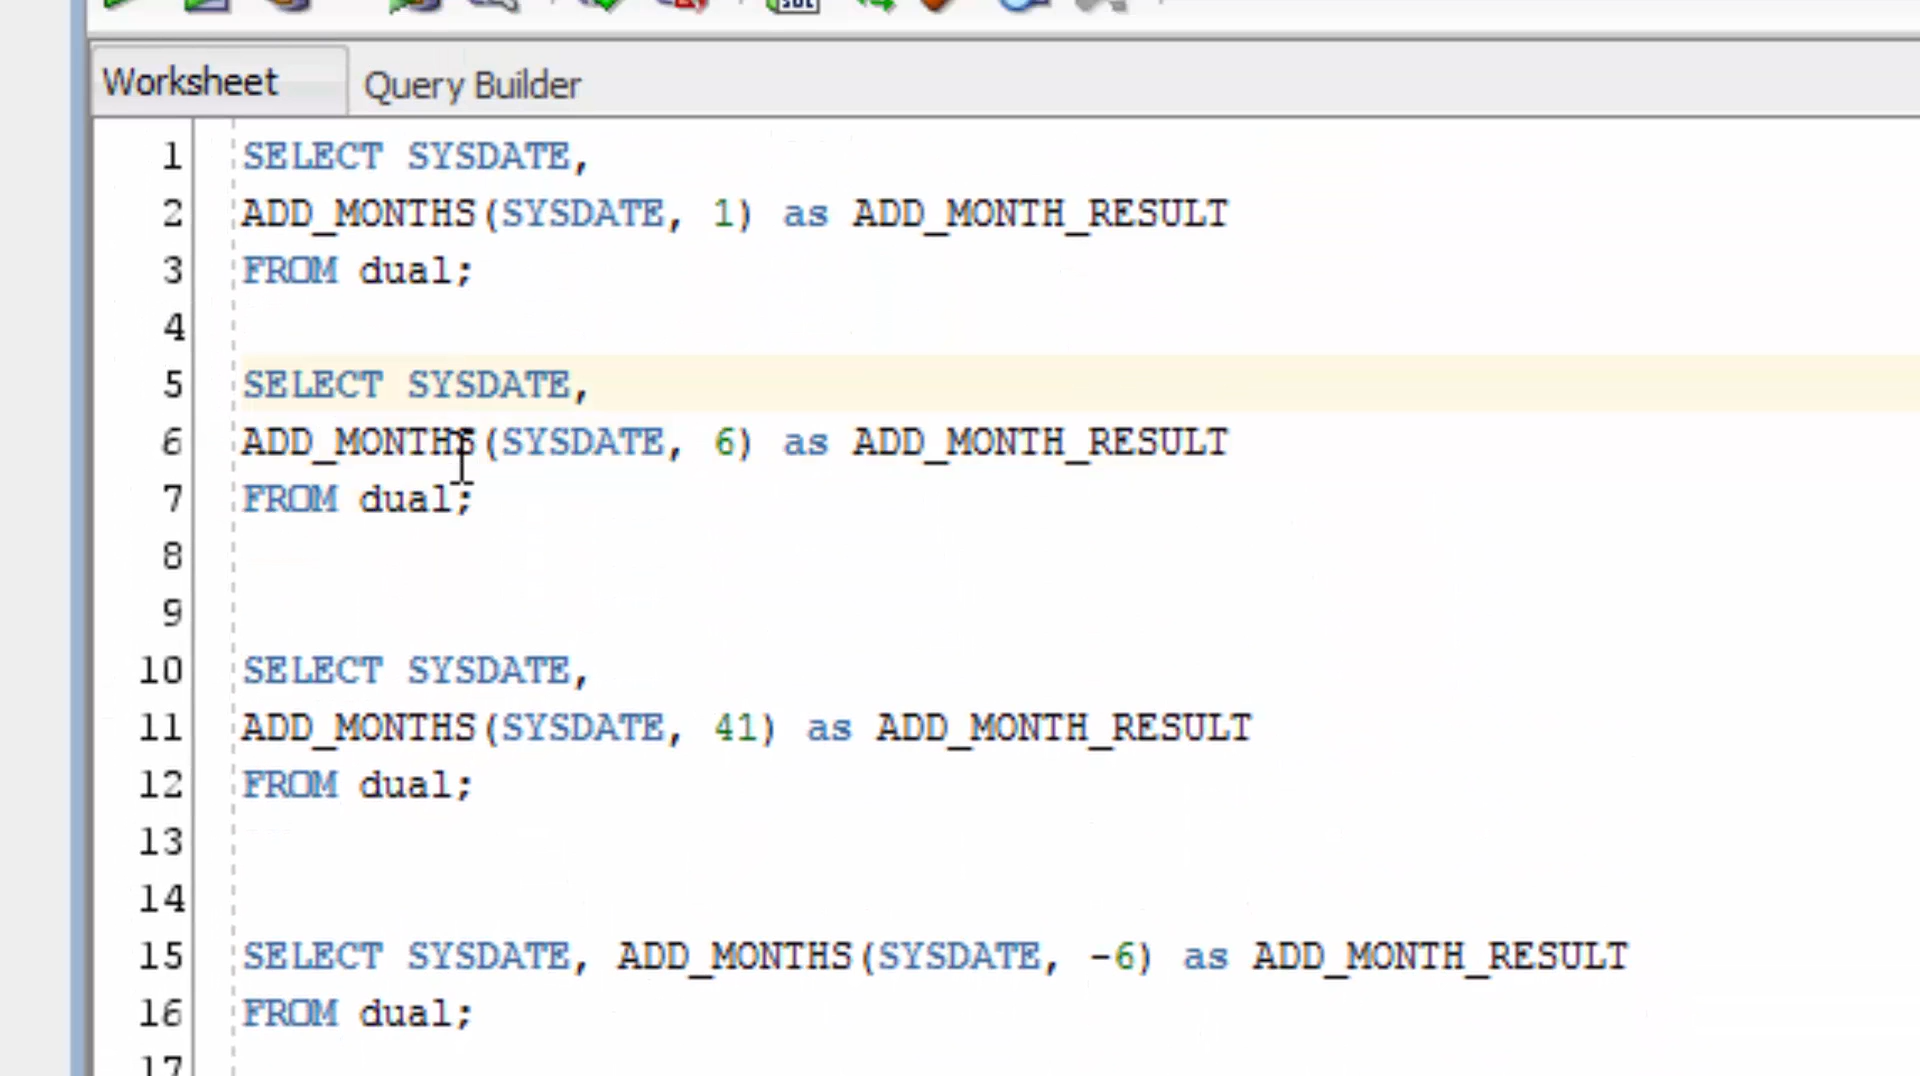 Worksheet Query Builder
1 SELECT SYSDATE,
2 ADD_MONTHS(SYSDATE, 1) as ADD_MONTH_RESULT
3 FROM dual;
4
5 SELECT SYSDATE,
6 ADD_MONTHS(SYSDATE, 6) as ADD_MONTH_RESULT
7 FROM dual;
8
9
10 SELECT SYSDATE,
11 ADD_MONTHS(SYSDATE, 41) as ADD_MONTH_RESULT
12 FROM dual;
13
14
15 SELECT SYSDATE, ADD_MONTHS(SYSDATE, -6) as ADD_MONTH_RESULT
16 FROM dual;
17